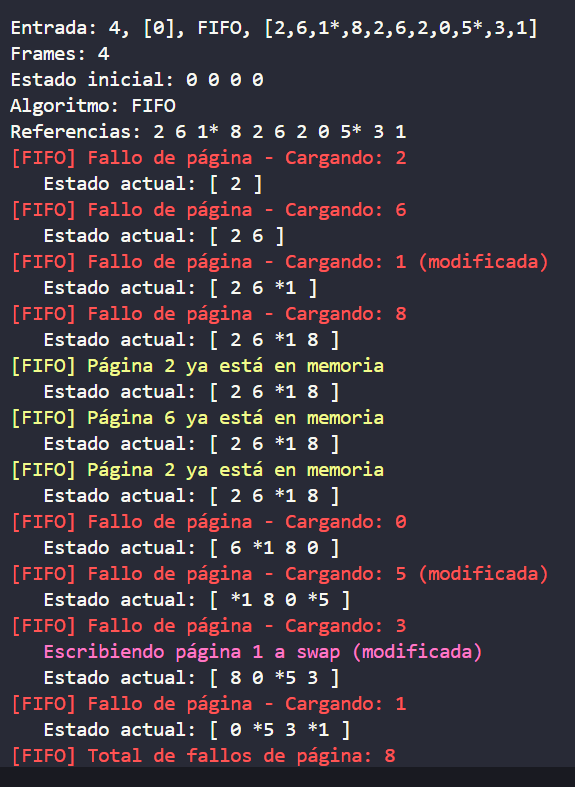 Entrada: 4, [0], FIFO, [2,6,1*,8,2,6,2,0,5*,3,1]
Frames: 4
Estado inicial: 0 0 0 0
Algoritmo: FIFO
Referencias: 2 6 1* 8 2 6 2 0 5* 3 1
[FIFO] Fallo de página - Cargando: 2
Estado actual: [ 2 ]
[FIFO] Fallo de página - Cargando: 6
Estado actual: [ 2 6 ]
[FIFO] Fallo de página - Cargando: 1 (modificada)
Estado actual: [ 2 6 *1 ]
[FIFO] Fallo de página - Cargando: 8
Estado actual: [ 2 6 *1 8 ]
[FIFO] Página 2 ya está en memoria
Estado actual: [ 2 6 *1 8 ]
[FIFO] Página 6 ya está en memoria
Estado actual: [ 2 6 *1 8 ]
[FIFO] Página 2 ya está en memoria
Estado actual: [ 2 6 *1 8 ]
[FIFO] Fallo de página - Cargando: 0
Estado actual: [ 6 *1 8 0 ]
[FIFO] Fallo de página - Cargando: 5 (modificada)
Estado actual: [ *1 8 0 *5 ]
[FIFO] Fallo de página - Cargando: 3
Escribiendo página 1 a swap (modificada)
Estado actual: [ 8 0 *5 3 ]
[FIFO] Fallo de página - Cargando: 1
Estado actual: [ 0 *5 3 *1 ]
[FIFO] Total de fallos de página: 8